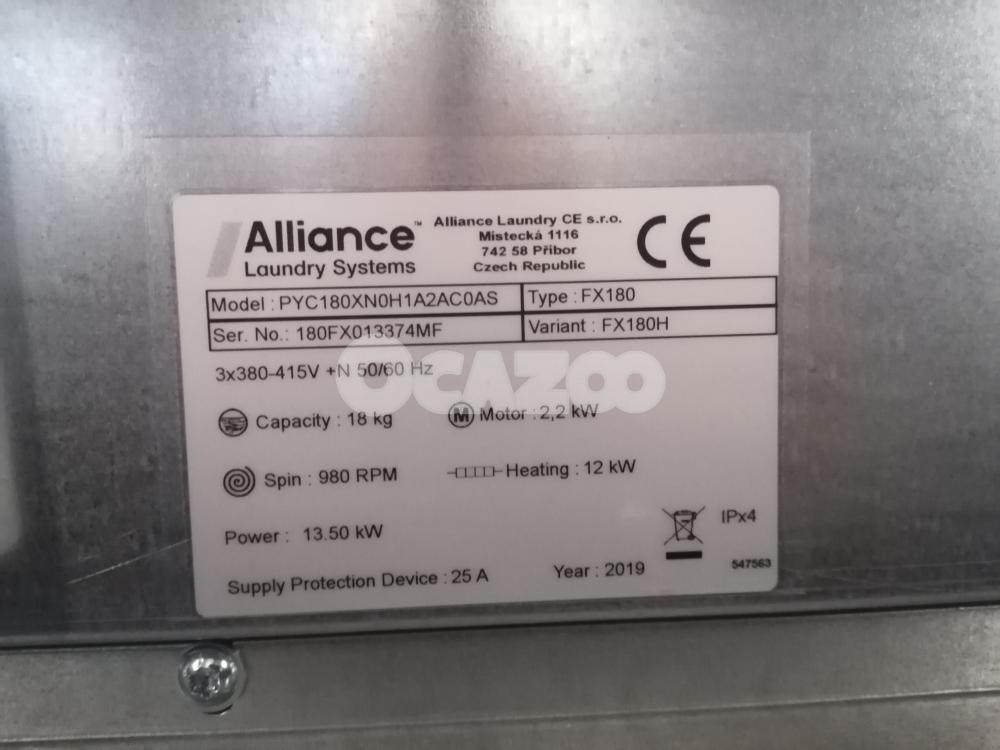 Alliance™
Laundry Systems
Alliance Laundry CE s.r.o.
Místecká 1116
742 58 Příbor
Czech Republic
CE
Model : PYC180XN0H1A2AC0AS
Type : FX180
Ser. No.: 180FX013374MF
Variant : FX180H
3x380-415V +N 50/60 Hz
OCAZOO
Capacity : 18 kg
M Motor : 2,2 kW
Spin : 980 RPM
Heating : 12 kW
Power : 13.50 kW
IPx4
Supply Protection Device : 25 A
Year : 2019
547563